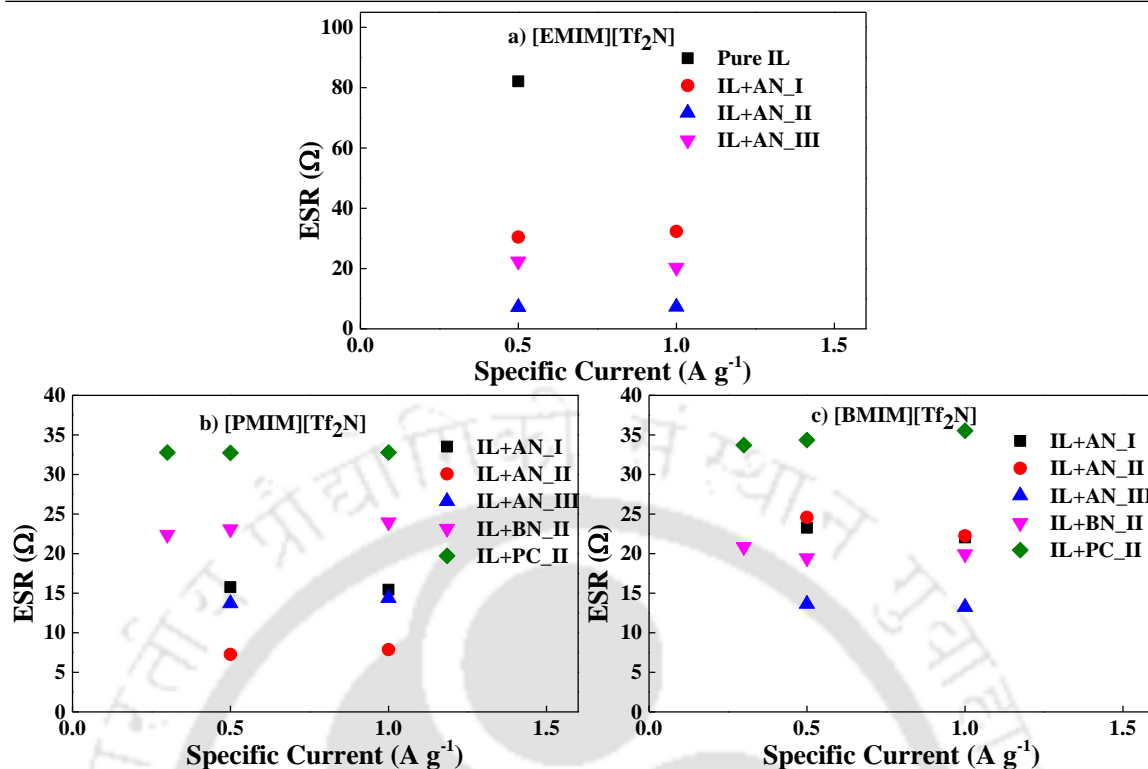 a) [EMIM][Tf2N]
Pure IL
IL+AN_I
IL+AN_II
IL+AN_III
100
80
60
40
20
0
ESR (Ω)
0.0 0.5 1.0 1.5
Specific Current (A g-1)
b) [PMIM][Tf2N]
IL+AN_I
IL+AN_II
IL+AN_III
IL+BN_II
IL+PC_II
40
35
30
25
20
15
10
5
0
ESR (Ω)
0.0 0.5 1.0 1.5
Specific Current (A g-1)
c) [BMIM][Tf2N]
IL+AN_I
IL+AN_II
IL+AN_III
IL+BN_II
IL+PC_II
40
35
30
25
20
15
10
5
0
ESR (Ω)
0.0 0.5 1.0 1.5
Specific Current (A g-1)